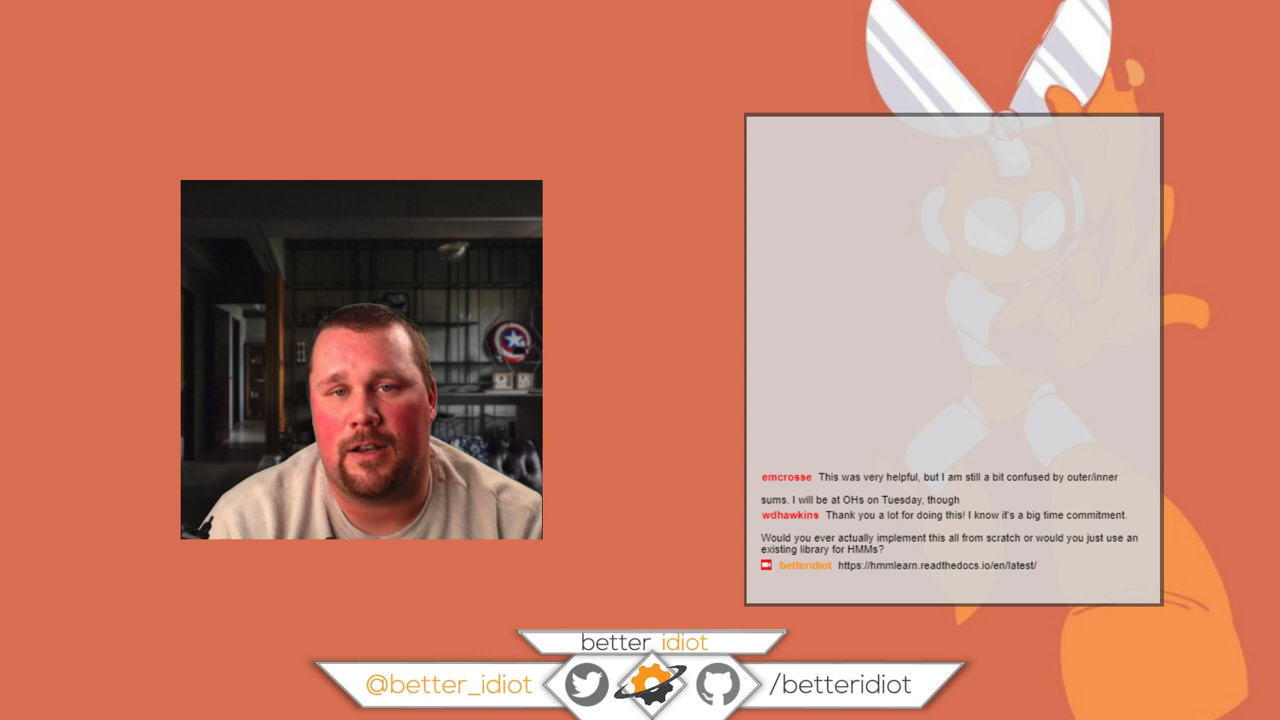 emcrosse This was very helpful, but I am still a bit confused by outer/inner
sums. I will be at OHs on Tuesday, though
wdhawkins Thank you a lot for doing this! I know it's a big time commitment.
Would you ever actually implement this all from scratch or would you just use an
existing library for HMMs?
betteridiot https://hmmlearn.readthedocs.io/en/latest/
better_idiot
@better_idiot
/betteridiot